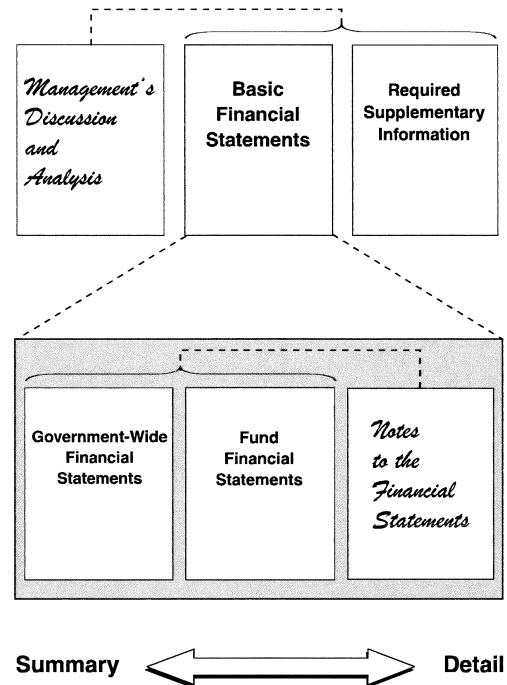 Management's
Discussion
and
Analysis
Basic
Financial
Statements
Required
Supplementary
Information
Government-Wide
Financial
Statements
Fund
Financial
Statements
Notes
to the
Financial
Statements
Summary
Detail